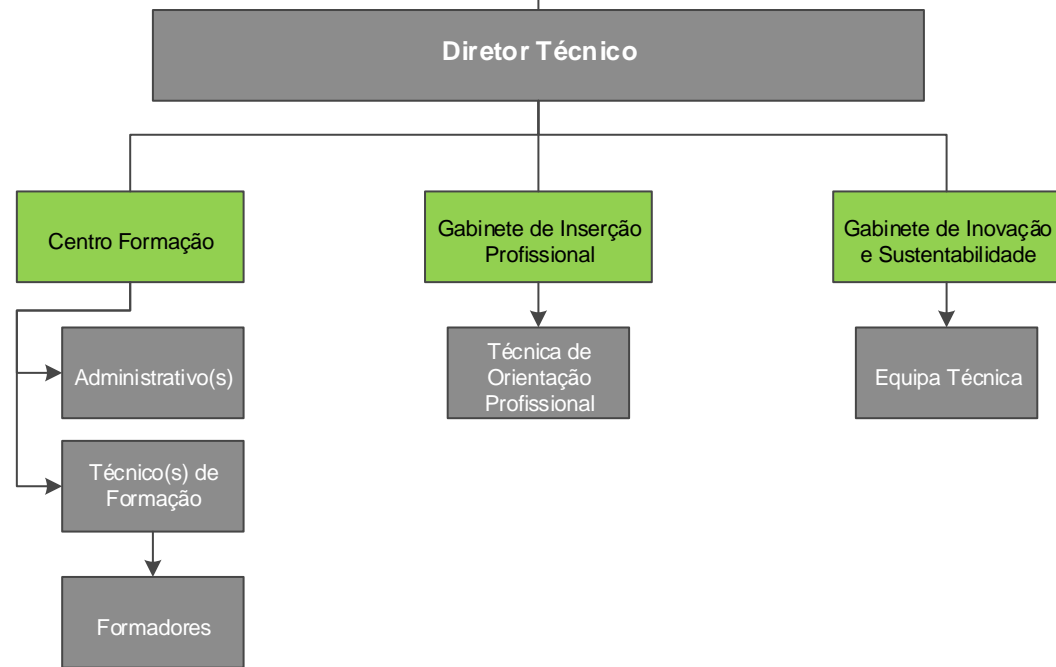 Diretor Técnico
Centro Formação
Gabinete de Inserção
Profissional
Gabinete de Inovação
e Sustentabilidade
Administrativo(s)
Técnica de
Orientação
Profissional
Equipa Técnica
Técnico(s) de
Formação
Formadores